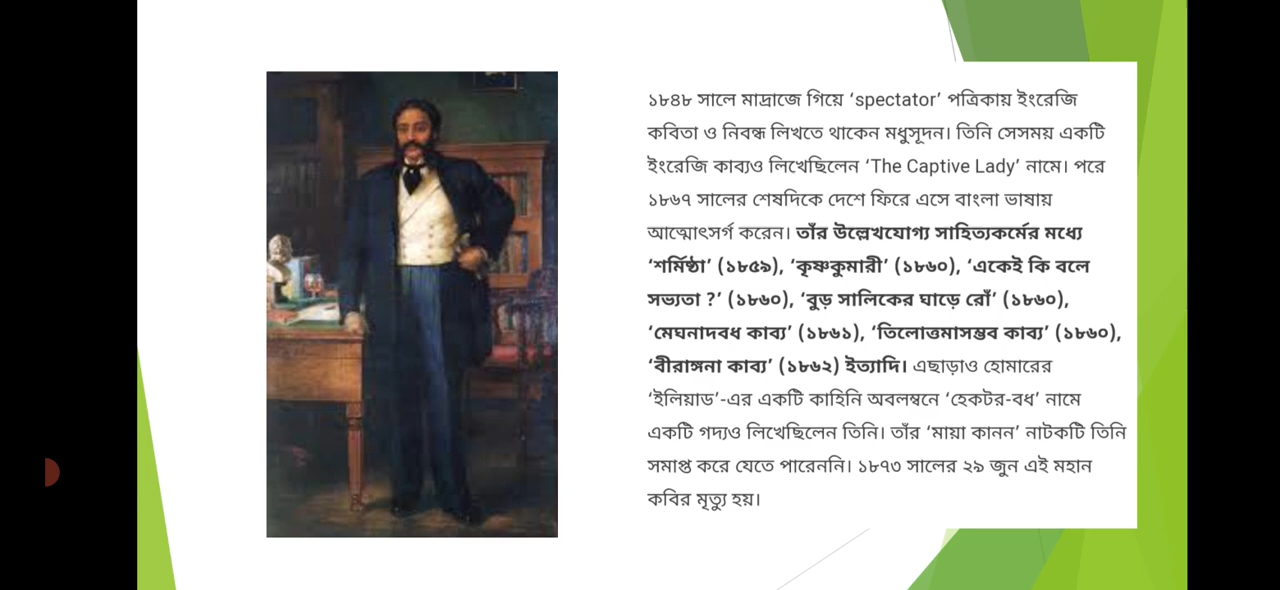 ১৮৪৮ সালে মাদ্রাজে গিয়ে ‘spectator’ পত্রিকায় ইংরেজি
কবিতা ও নিবন্ধ লিখতে থাকেন মধুসূদন। তিনি সেসময় একটি
ইংরেজি কাব্যও লিখেছিলেন ‘The Captive Lady’ নামে। পরে
১৮৬৭ সালের শেষদিকে দেশে ফিরে এসে বাংলা ভাষায়
আত্মোৎসর্গ করেন। তাঁর উল্লেখযোগ্য সাহিত্যকর্মের মধ্যে
‘শর্মিষ্ঠা’ (১৮৫৯), ‘কৃষ্ণকুমারী’ (১৮৬০), ‘একেই কি বলে
সভ্যতা ?’ (১৮৬০), ‘বুড় সালিকের ঘাড়ে রোঁ’ (১৮৬০),
‘মেঘনাদবধ কাব্য’ (১৮৬১), ‘তিলোত্তমাসম্ভব কাব্য’ (১৮৬০),
‘বীরাঙ্গনা কাব্য’ (১৮৬২) ইত্যাদি। এছাড়াও হোমারের
‘ইলিয়াড’-এর একটি কাহিনি অবলম্বনে ‘হেকটর-বধ’ নামে
একটি গদ্যও লিখেছিলেন তিনি। তাঁর ‘মায়া কানন’ নাটকটি তিনি
সমাপ্ত করে যেতে পারেননি। ১৮৭৩ সালের ২৯ জুন এই মহান
কবির মৃত্যু হয়।